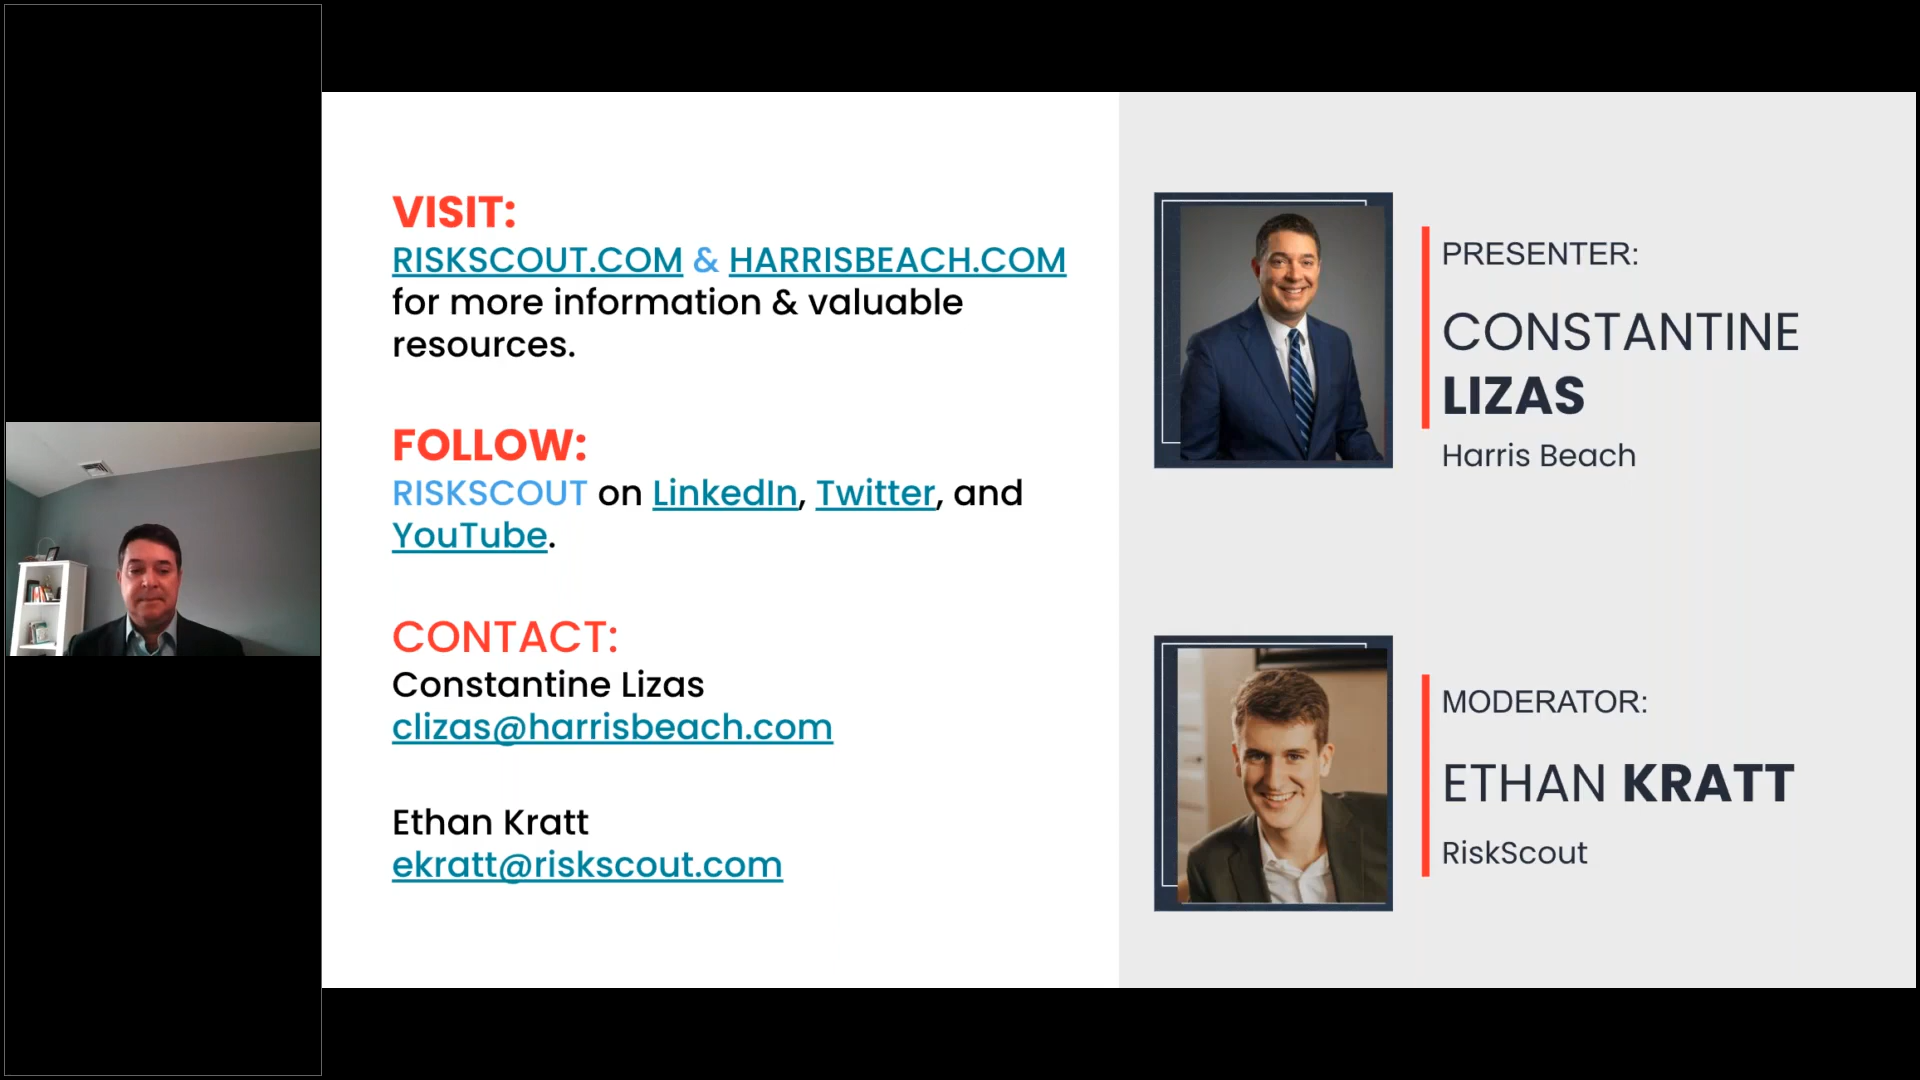 VISIT:
RISKSCOUT.COM & HARRISBEACH.COM
for more information & valuable
resources.
FOLLOW:
RISKSCOUT on LinkedIn, Twitter, and
YouTube.
CONTACT:
Constantine Lizas
clizas@harrisbeach.com
Ethan Kratt
ekratt@riskscout.com
PRESENTER:
CONSTANTINE
LIZAS
Harris Beach
MODERATOR:
ETHAN KRATT
RiskScout